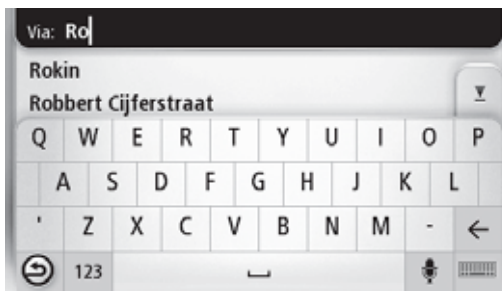 Via: Ro
Rokin
Robbert Cijferstraat
Q W E R T Y U I O P
A S D F G H J K L
' Z X C V B N M -
123